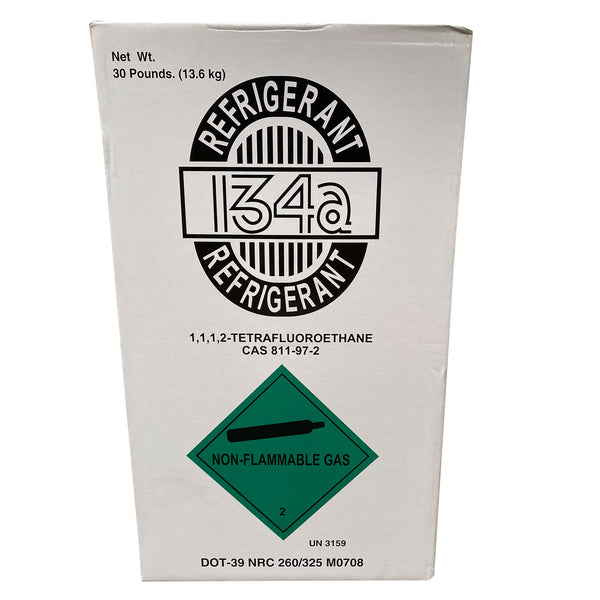 Net Wt.
30 Pounds. (13.6 kg)
REFRIGERANT
134a
REFRIGERANT
1,1,1,2-TETRAFLUOROETHANE
CAS 811-97-2
NON-FLAMMABLE GAS
2
UN 3159
DOT-39 NRC 260/325 M0708